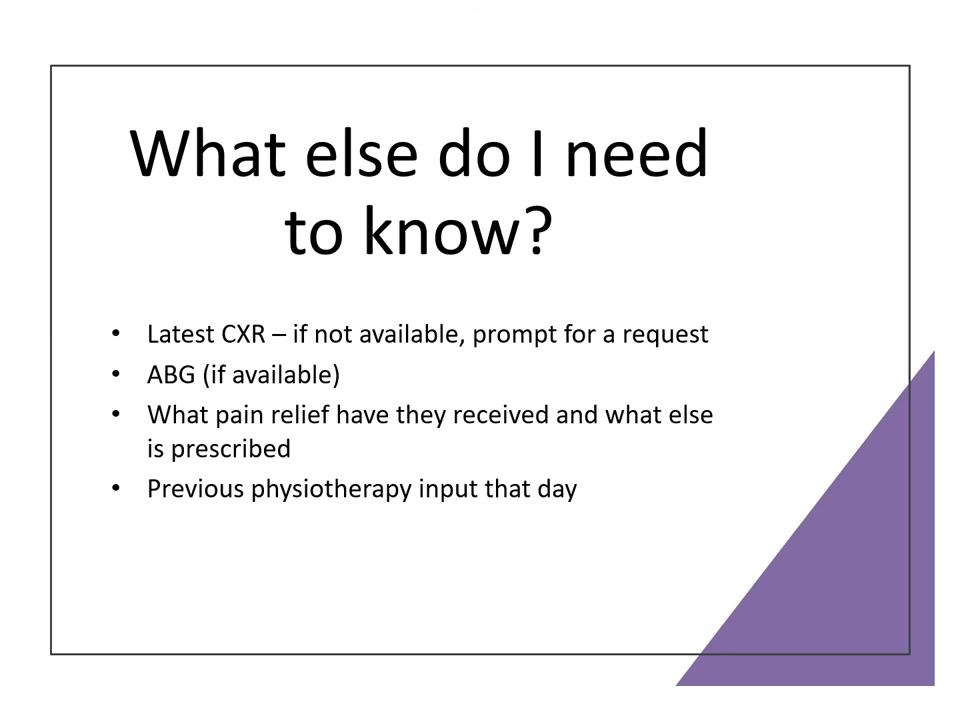 What else do I need
to know?
• Latest CXR – if not available, prompt for a request
• ABG (if available)
• What pain relief have they received and what else
is prescribed
• Previous physiotherapy input that day